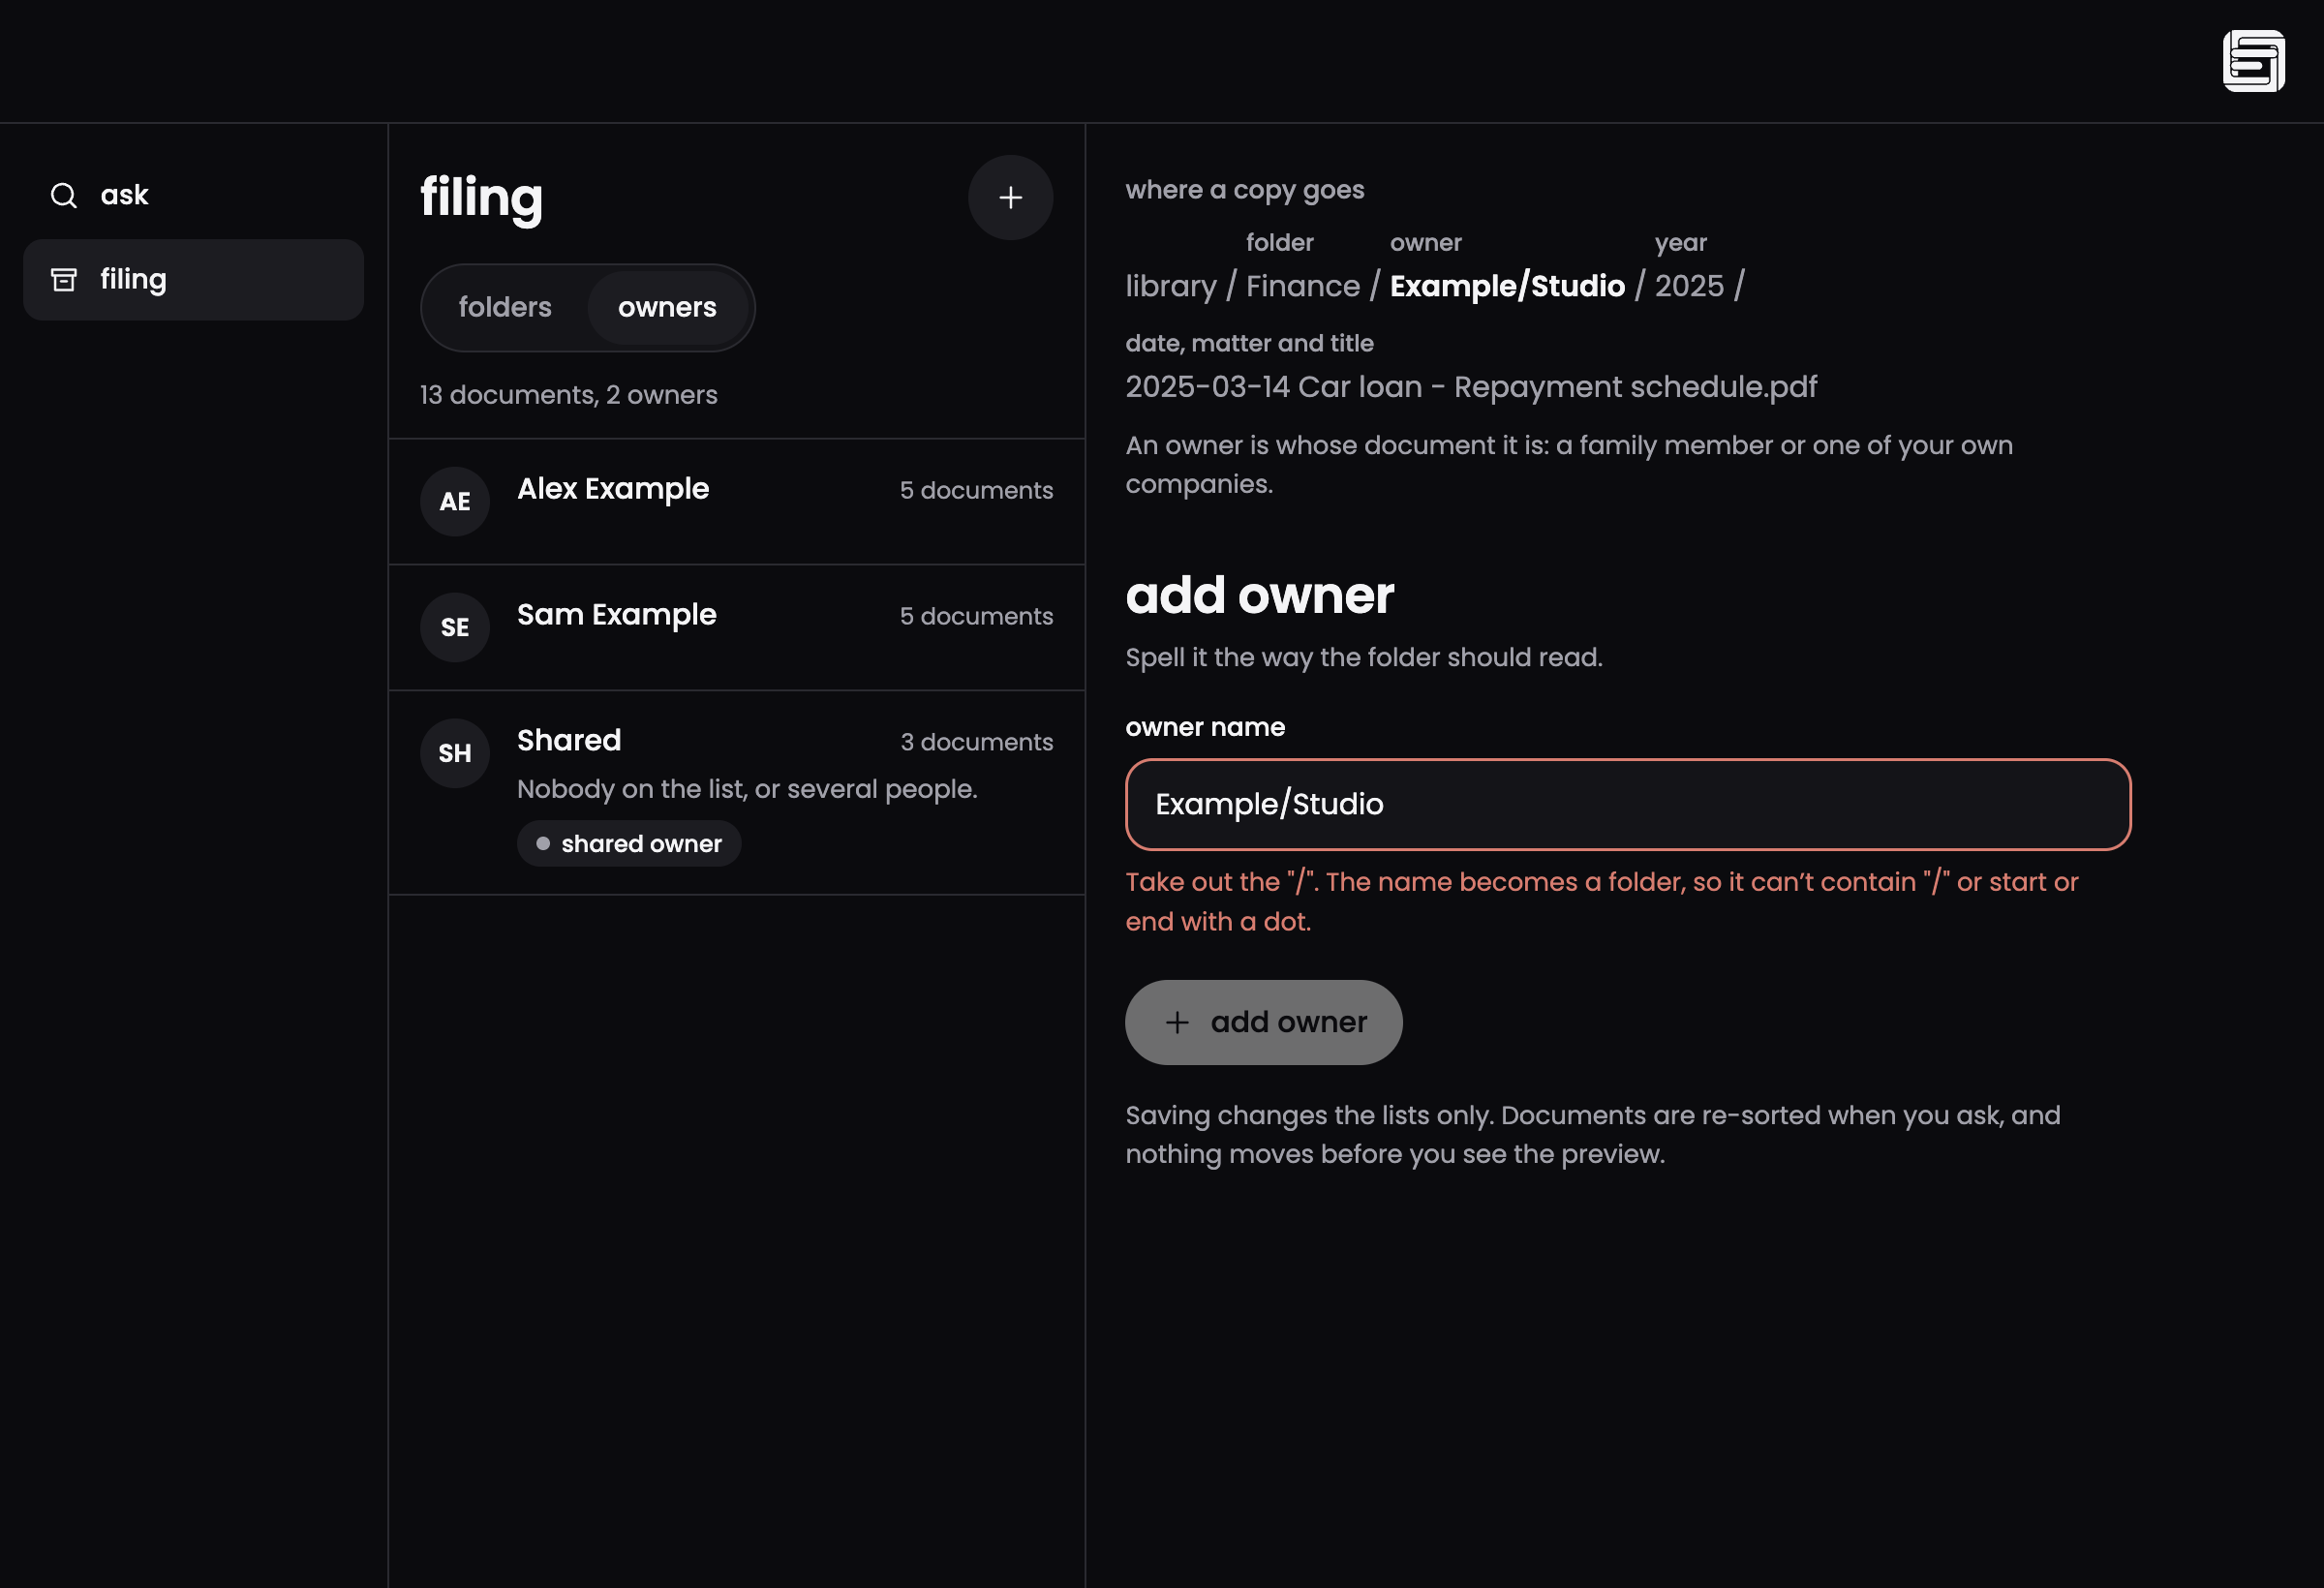 ask
filing
filing
folders
owners
13 documents, 2 owners
AE
Alex Example
5 documents
SE
Sam Example
5 documents
SH
Shared
3 documents
Nobody on the list, or several people.
shared owner
where a copy goes
folder owner year
library / Finance / Example/Studio / 2025 /
date, matter and title
2025-03-14 Car loan - Repayment schedule.pdf
An owner is whose document it is: a family member or one of your own
companies.
add owner
Spell it the way the folder should read.
owner name
Example/Studio
Take out the "/". The name becomes a folder, so it can’t contain "/" or start or
end with a dot.
add owner
Saving changes the lists only. Documents are re-sorted when you ask, and
nothing moves before you see the preview.